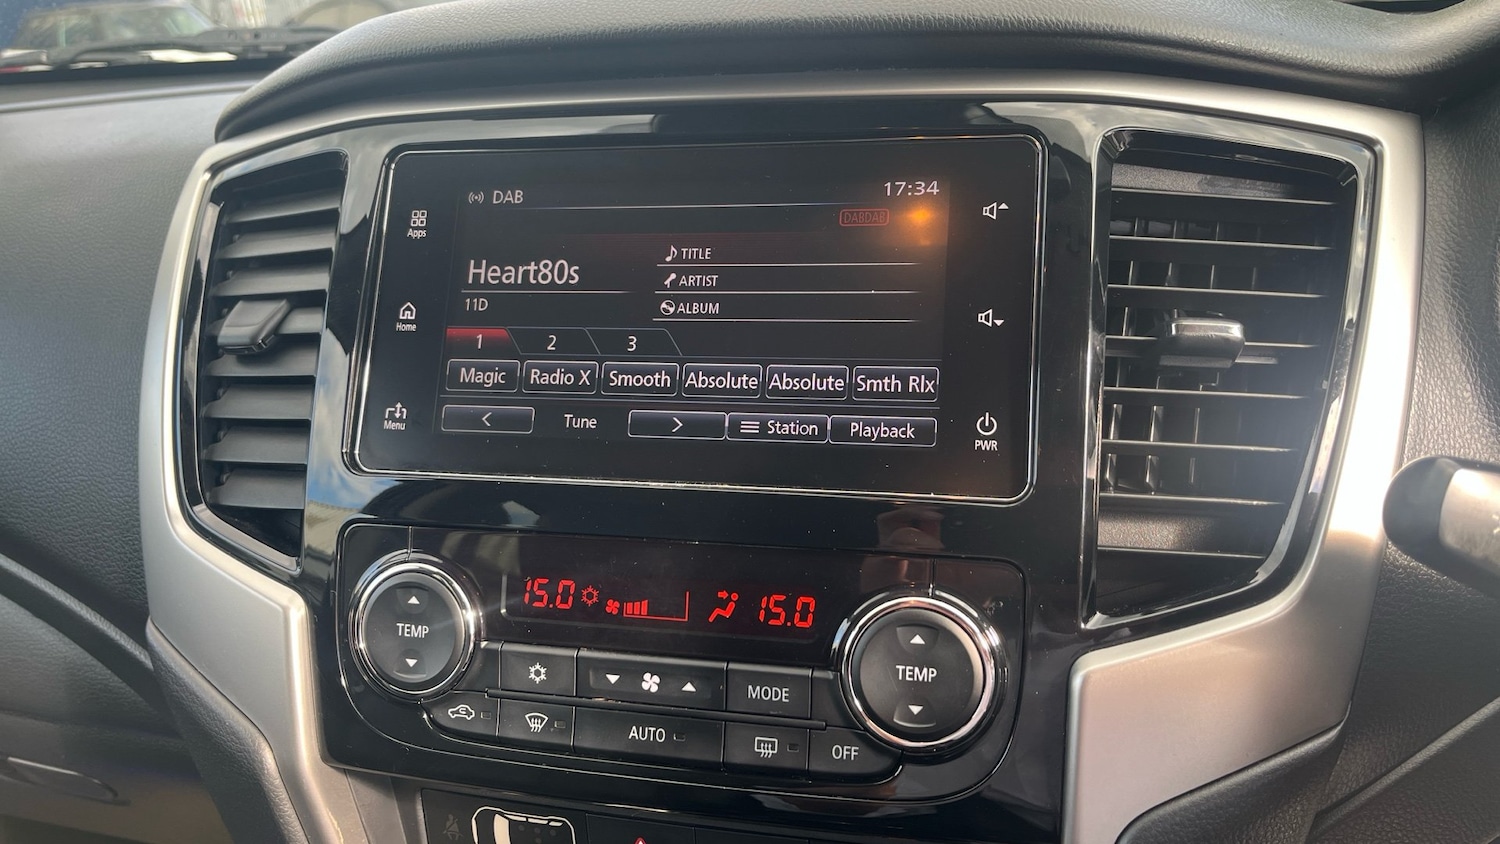 DAB
17:34
DABDAB
Apps
Heart80s
TITLE
11D
ARTIST
ALBUM
Home
1 2 3
Magic Radio X Smooth Absolute Absolute Smth Rlx
Menu
< Tune > Station Playback
PWR
15.0 15.0
TEMP
TEMP
MODE
AUTO
OFF